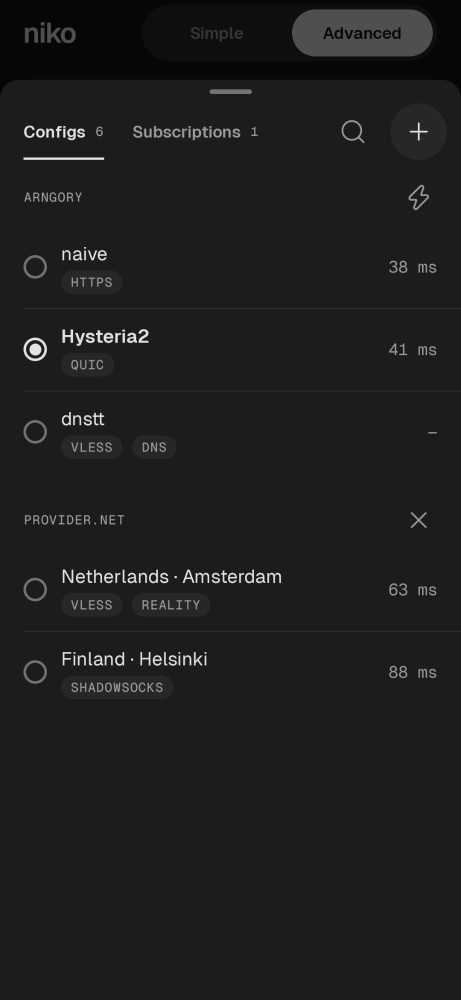 niko Simple Advanced
Configs 6 Subscriptions 1
ARNGORY
naive
38 ms
HTTPS
Hysteria2
41 ms
QUIC
dnstt
–
VLESS DNS
PROVIDER.NET
Netherlands · Amsterdam
63 ms
VLESS REALITY
Finland · Helsinki
88 ms
SHADOWSOCKS